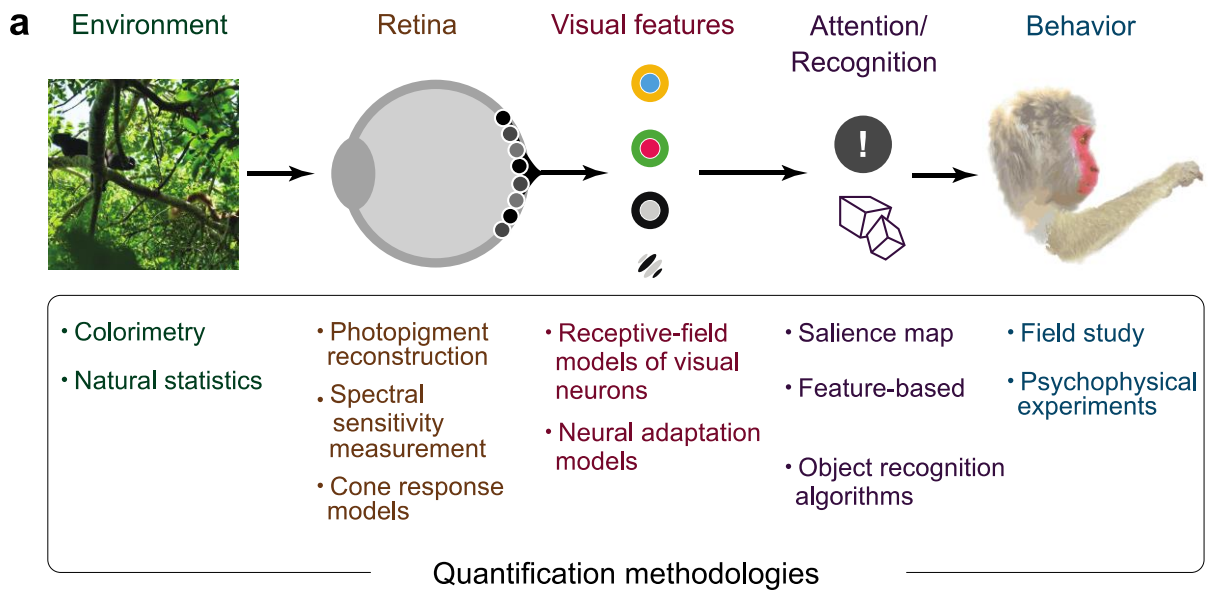 a
Environment
Retina
Visual features
Attention/
Recognition
Behavior
!
• Colorimetry
• Natural statistics
• Photopigment
reconstruction
• Spectral
sensitivity
measurement
• Cone response
models
• Receptive-field
models of visual
neurons
• Neural adaptation
models
• Salience map
• Feature-based
• Object recognition
algorithms
• Field study
• Psychophysical
experiments
Quantification methodologies